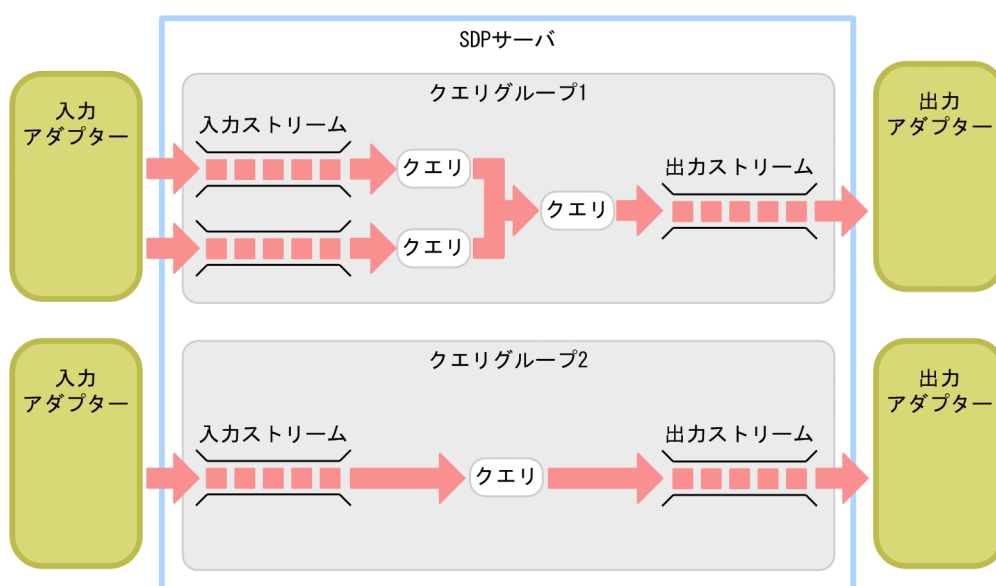 SDPサーバ
入力
アダプター
クエリグループ1
入力ストリーム
クエリ
クエリ
クエリ
出力ストリーム
出力
アダプター
入力
アダプター
クエリグループ2
入力ストリーム
クエリ
出力ストリーム
出力
アダプター